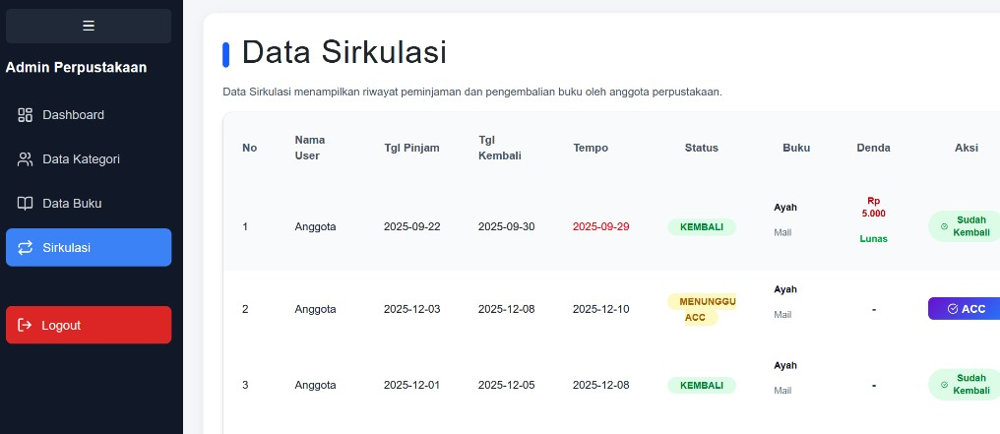 Admin Perpustakaan
Dashboard
Data Kategori
Data Buku
Sirkulasi
Logout
Data Sirkulasi
Data Sirkulasi menampilkan riwayat peminjaman dan pengembalian buku oleh anggota perpustakaan.
No
Nama
User
Tgl Pinjam
Tgl
Kembali
Tempo
Status
Buku
Denda
Aksi
1
Anggota
2025-09-22
2025-09-30
2025-09-29
KEMBALI
Ayah
Mail
Rp
5.000
Lunas
Sudah
Kembali
2
Anggota
2025-12-03
2025-12-08
2025-12-10
MENUNGGU
ACC
Ayah
Mail
-
ACC
3
Anggota
2025-12-01
2025-12-05
2025-12-08
KEMBALI
Ayah
Mail
-
Sudah
Kembali